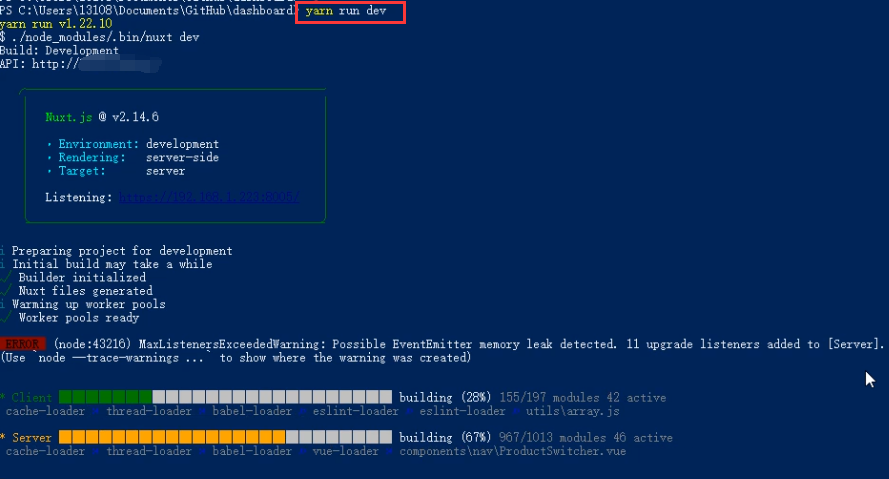 PS C:\Users\13108\Documents\GitHub\dashboard> yarn run dev
yarn run v1.22.10
$ ./node_modules/.bin/nuxt dev
Build: Development
API: http://
Nuxt.js @ v2.14.6
• Environment: development
• Rendering: server-side
• Target: server
Listening: https://192.168.1.223:8008/
i Preparing project for development
i Initial build may take a while
√ Builder initialized
√ Nuxt files generated
i Warming up worker pools
√ Worker pools ready
ERROR (node:43216) MaxListenersExceededWarning: Possible EventEmitter memory leak detected. 11 upgrade listeners added to [Server].
(Use `node --trace-warnings ...` to show where the warning was created)
* Client building (28%) 155/197 modules 42 active
cache-loader » thread-loader » babel-loader » eslint-loader » eslint-loader » utils\array.js
* Server building (67%) 967/1013 modules 46 active
cache-loader » thread-loader » babel-loader » vue-loader » components\nav\ProductSwitcher.vue